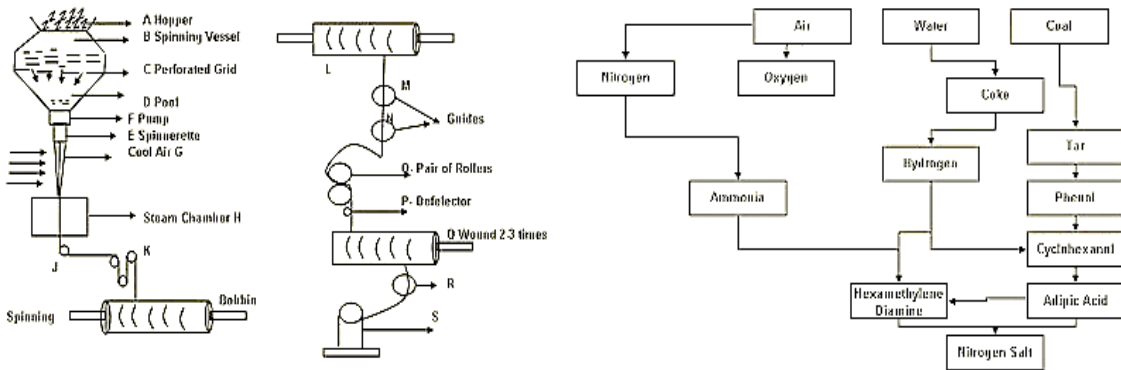 A Hopper
B Spinning Vessel
C Perforated Grid
D Pool
F Pump
E Spinnerette
Cool Air G
Steam Chamber H
J
K
Bobbin
Spinning
L
M
N
Guides
O- Pair of Rollers
P- Defelector
Q Wound 2-3 times
R
S
Air
Water
Coal
Nitrogen
Oxygen
Coke
Hydrogen
Tar
Ammonia
Phenol
Cyclnhexannl
Hexamethylene
Diamine
Adipic Acid
Nitrogen Salt